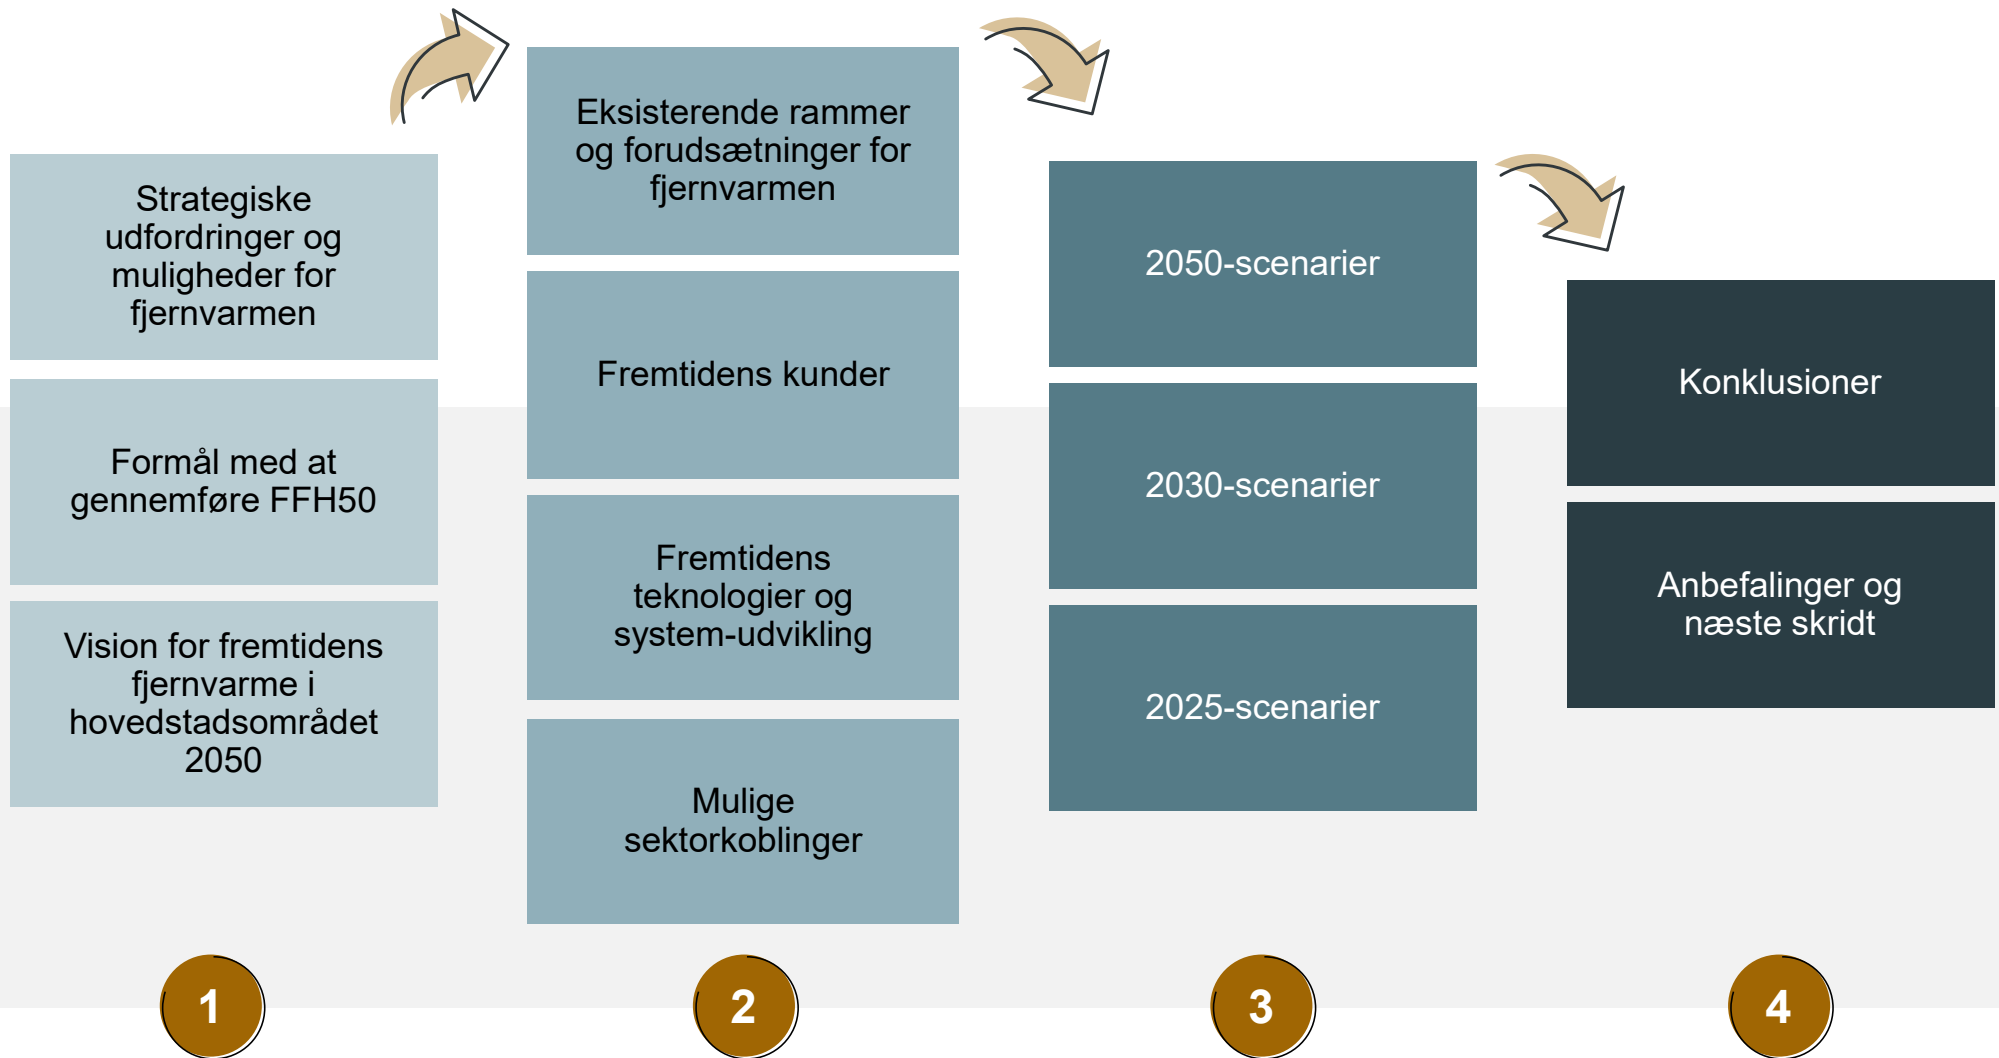 Strategiske
udfordringer og
muligheder for
fjernvarmen
Formål med at
gennemføre FFH50
Vision for fremtidens
fjernvarme i
hovedstadsområdet
2050
Eksisterende rammer
og forudsætninger for
fjernvarmen
Fremtidens kunder
Fremtidens
teknologier og
system-udvikling
Mulige
sektorkoblinger
2050-scenarier
2030-scenarier
2025-scenarier
Konklusioner
Anbefalinger og
næste skridt
1
2
3
4